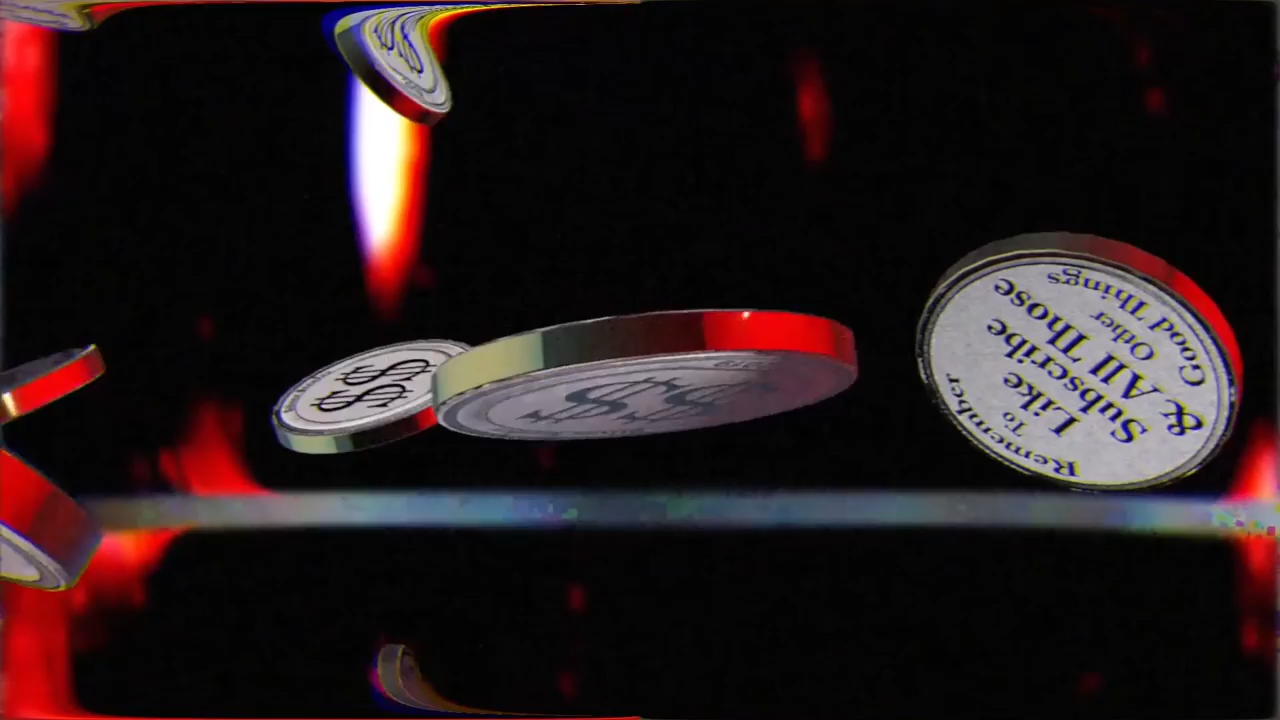 $$
$$
$$
Remember
To
Like
Subscribe
& All Those
Other
Good Things